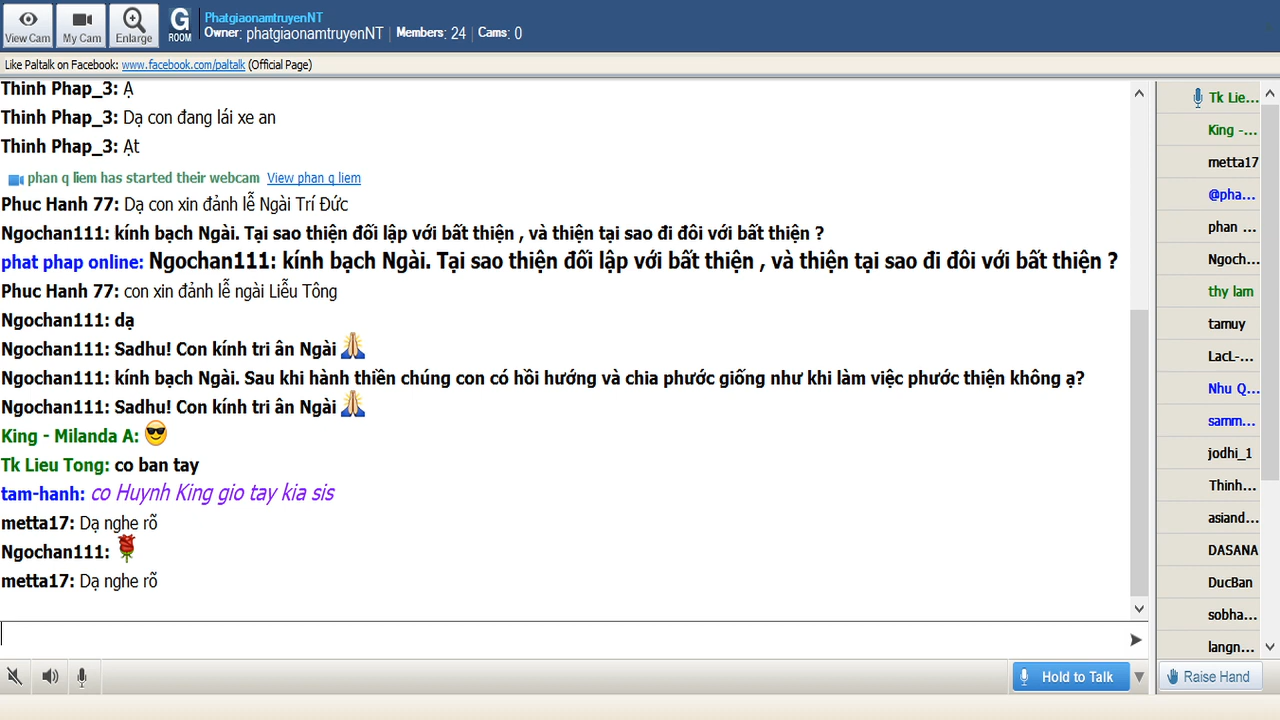 View Cam
My Cam
Enlarge
G
ROOM
PhatgiaonamtruyenNT
Owner: phatgiaonamtruyenNT | Members: 24 | Cams: 0
Like Paltalk on Facebook: www.facebook.com/paltalk (Official Page)
Thinh Phap_3: Ạ
Thinh Phap_3: Dạ con đang lái xe an
Thinh Phap_3: Ạt
phan q liem has started their webcam View phan q liem
Phuc Hanh 77: Dạ con xin đảnh lễ Ngài Trí Đức
Ngochan111: kính bạch Ngài. Tại sao thiện đối lập với bất thiện , và thiện tại sao đi đôi với bất thiện ?
phat phap online: Ngochan111: kính bạch Ngài. Tại sao thiện đối lập với bất thiện , và thiện tại sao đi đôi với bất thiện ?
Phuc Hanh 77: con xin đảnh lễ ngài Liễu Tông
Ngochan111: dạ
Ngochan111: Sadhu! Con kính tri ân Ngài
Ngochan111: kính bạch Ngài. Sau khi hành thiền chúng con có hồi hướng và chia phước giống như khi làm việc phước thiện không ạ?
Ngochan111: Sadhu! Con kính tri ân Ngài
King - Milanda A:
Tk Lieu Tong: co ban tay
tam-hanh: co Huynh King gio tay kia sis
metta17: Dạ nghe rõ
Ngochan111:
metta17: Dạ nghe rõ
Hold to Talk
Tk Lie...
King -...
metta17
@pha...
phan ...
Ngoch...
thy lam
tamuy
LacL-...
Nhu Q...
samm...
jodhi_1
Thinh...
asiand...
DASANA
DucBan
sobha...
langn...
Raise Hand